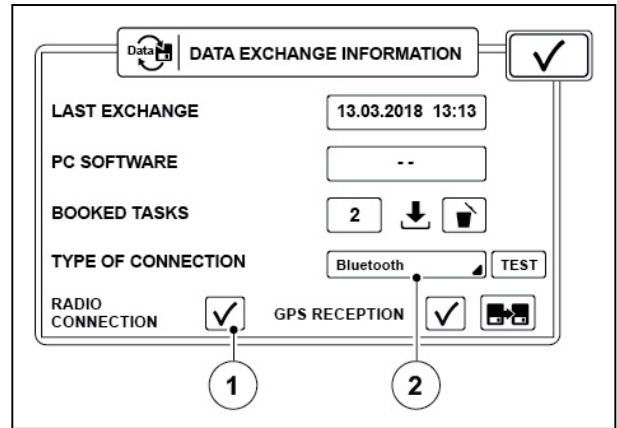 Data DATA EXCHANGE INFORMATION
LAST EXCHANGE 13.03.2018 13:13
PC SOFTWARE --
BOOKED TASKS 2
TYPE OF CONNECTION Bluetooth TEST
RADIO
CONNECTION GPS RECEPTION
1 2